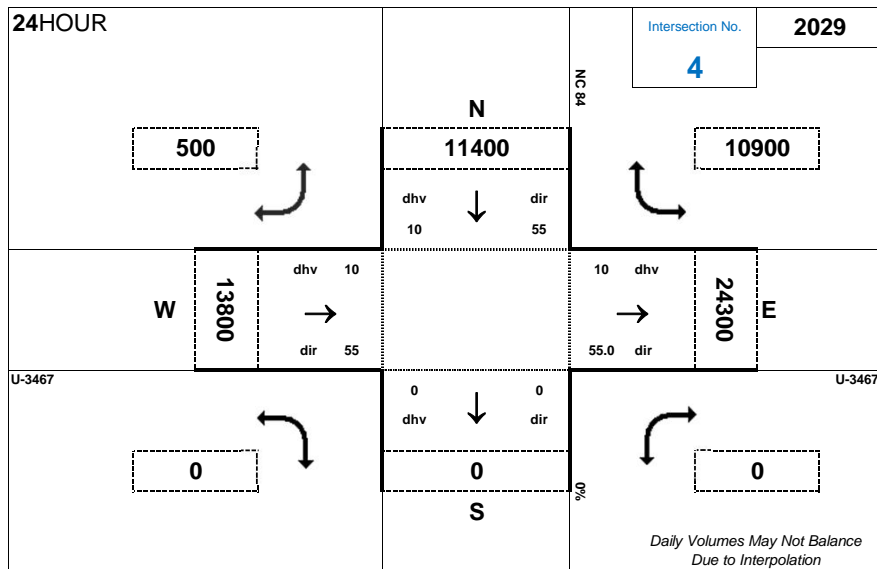 24HOUR
Intersection No.
2029
4
NC 84
N
500
11400
10900
dhv
dir
10
55
dhv 10
10 dhv
W
13800
24300
E
dir 55
55.0 dir
U-3467
U-3467
0
0
dhv
dir
0
0
0
0%
S
Daily Volumes May Not Balance
Due to Interpolation